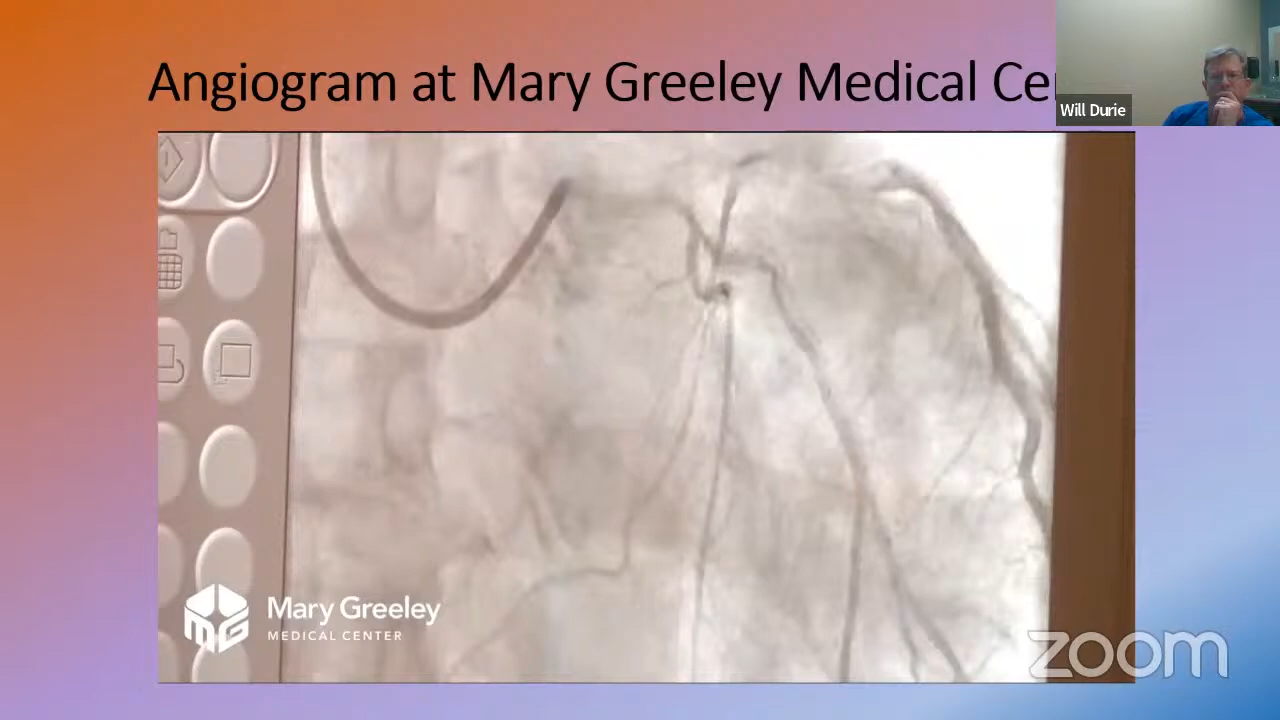 Angiogram at Mary Greeley Medical Ce
Will Durie
Mary Greeley
MEDICAL CENTER
zoom